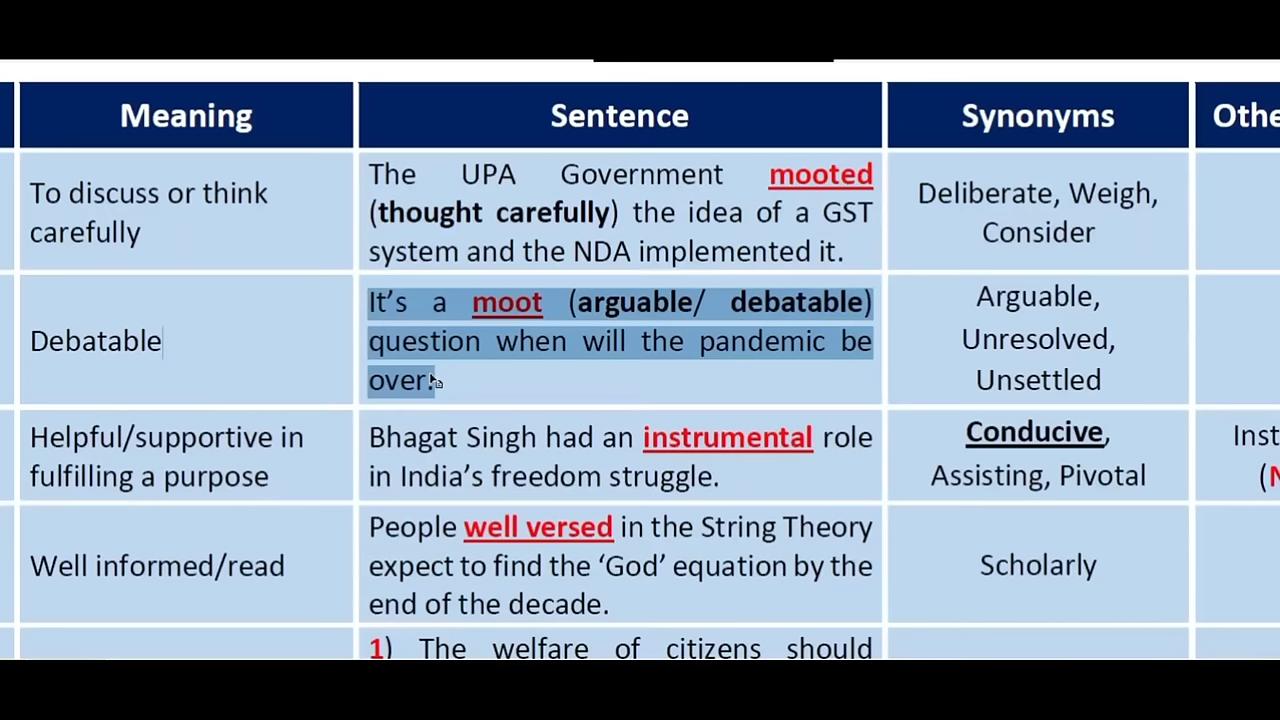 Meaning Sentence Synonyms Othe
To discuss or think
carefully
The UPA Government mooted
(thought carefully) the idea of a GST
system and the NDA implemented it.
Deliberate, Weigh,
Consider
Debatable
It's a moot (arguable/ debatable)
question when will the pandemic be
over.
Arguable,
Unresolved,
Unsettled
Helpful/supportive in
fulfilling a purpose
Bhagat Singh had an instrumental role
in India's freedom struggle.
Conducive,
Assisting, Pivotal
Inst
(N
Well informed/read
People well versed in the String Theory
expect to find the ‘God’ equation by the
end of the decade.
Scholarly
1) The welfare of citizens should